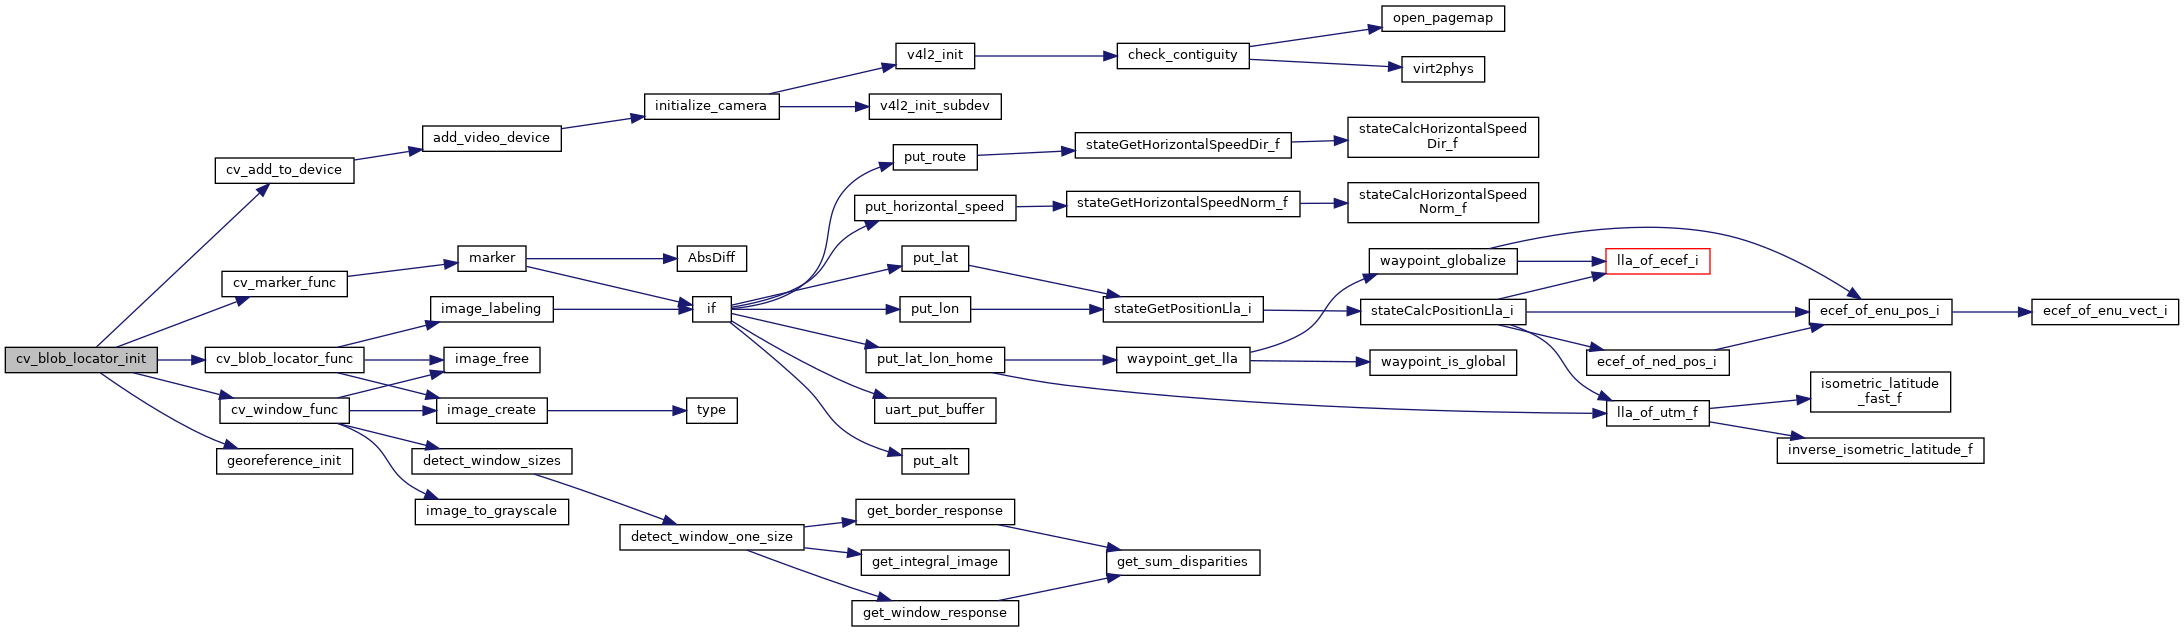 open_pagemap
v4l2_init
check_contiguity
virt2phys
initialize_camera
v4l2_init_subdev
add_video_device
stateCalcHorizontalSpeed
Dir_f
stateGetHorizontalSpeedDir_f
put_route
cv_add_to_device
stateCalcHorizontalSpeed
Norm_f
put_horizontal_speed
stateGetHorizontalSpeedNorm_f
marker
AbsDiff
put_lat
waypoint_globalize
lla_of_ecef_i
cv_marker_func
image_labeling
if
put_lon
stateGetPositionLla_i
stateCalcPositionLla_i
ecef_of_enu_pos_i
ecef_of_enu_vect_i
cv_blob_locator_init
cv_blob_locator_func
image_free
put_lat_lon_home
waypoint_get_lla
waypoint_is_global
ecef_of_ned_pos_i
isometric_latitude
_fast_f
cv_window_func
image_create
type
uart_put_buffer
lla_of_utm_f
inverse_isometric_latitude_f
georeference_init
detect_window_sizes
put_alt
image_to_grayscale
get_border_response
detect_window_one_size
get_integral_image
get_sum_disparities
get_window_response